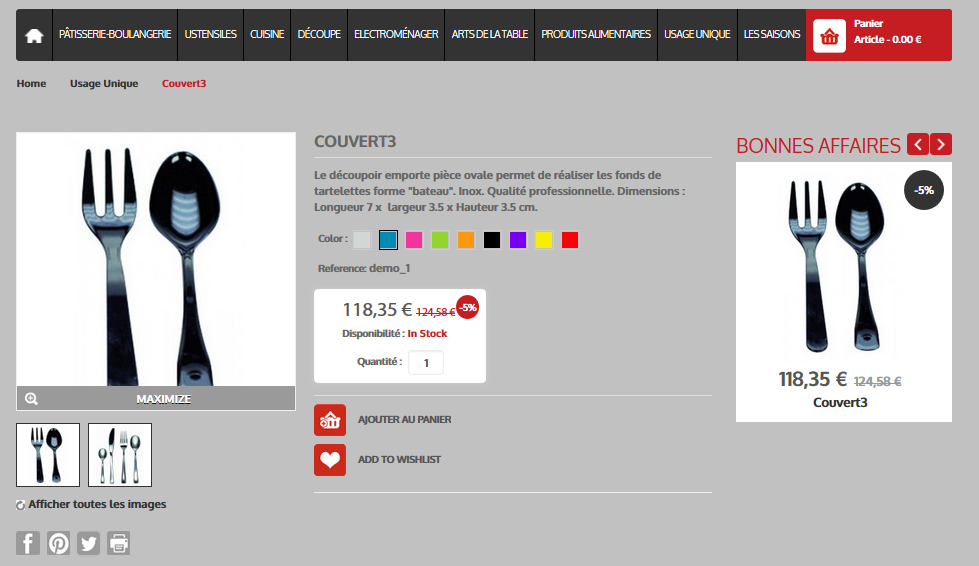 PÂTISSERIE-BOULANGERIE USTENSILES CUISINE DÉCOUPE ELECTROMÉNAGER ARTS DE LA TABLE PRODUITS ALIMENTAIRES USAGE UNIQUE LES SAISONS
Panier
Article - 0.00 €
Home Usage Unique Couvert3
MAXIMIZE
Afficher toutes les images
COUVERT3
Le découpoir emporte pièce ovale permet de réaliser les fonds de
tartelettes forme "bateau". Inox. Qualité professionnelle. Dimensions :
Longueur 7 x largeur 3.5 x Hauteur 3.5 cm.
Color :
Reference: demo_1
118,35 € 124,58 € -5%
Disponibilité : In Stock
Quantité : 1
AJOUTER AU PANIER
ADD TO WISHLIST
BONNES AFFAIRES
-5%
118,35 € 124,58 €
Couvert3